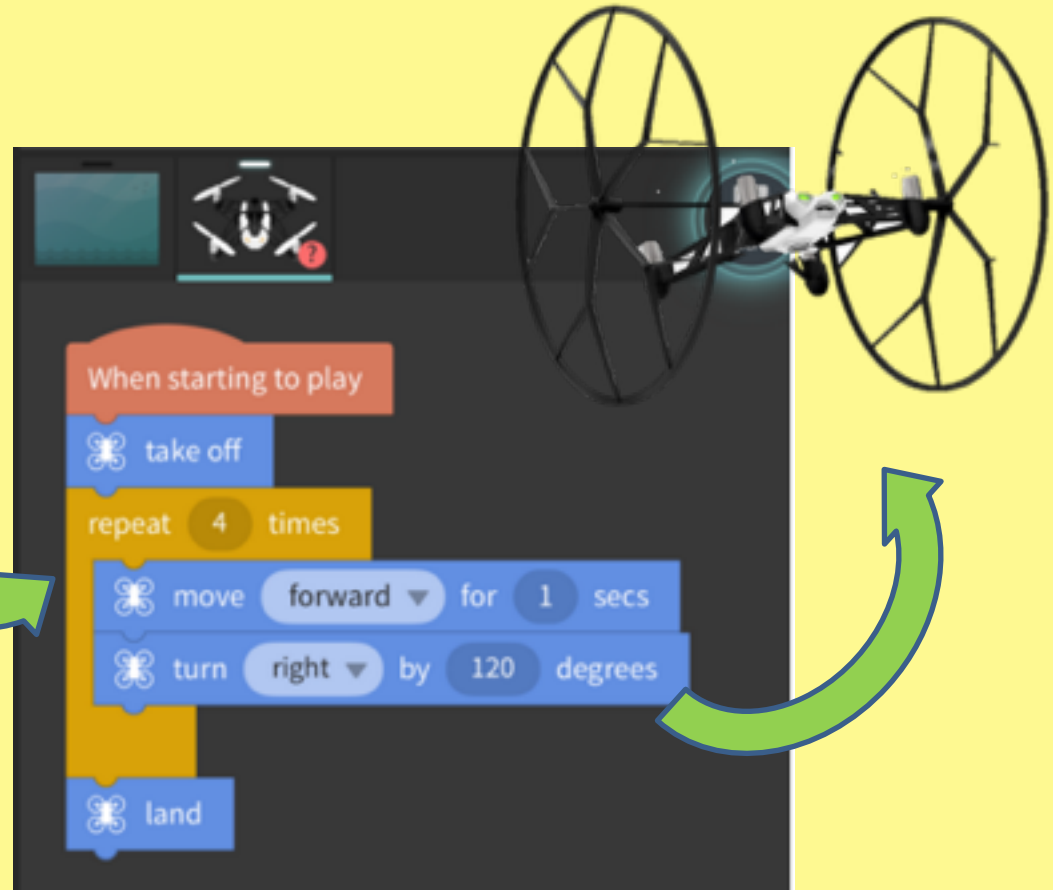 ?
When starting to play
take off
repeat 4 times
move forward for 1 secs
turn right by 120 degrees
land